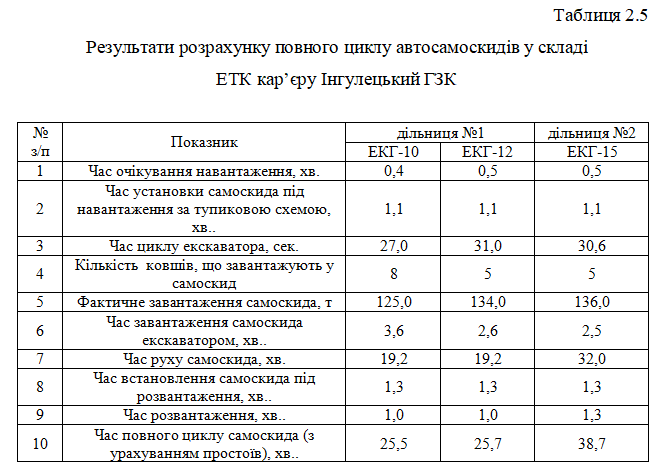 Таблиця 2.5
Результати розрахунку повного циклу автосамоскидів у складі
ЕТК кар’єру Інгулецький ГЗК
№ з/п Показник дільниця №1 дільниця №2
ЕКГ-10 ЕКГ-12 ЕКГ-15
1 Час очікування навантаження, хв. 0,4 0,5 0,5
2 Час установки самоскида під
навантаження за тупиковою схемою,
хв.. 1,1 1,1 1,1
3 Час циклу екскаватора, сек. 27,0 31,0 30,6
4 Кількість ковшів, що завантажують у
самоскид 8 5 5
5 Фактичне завантаження самоскида, т 125,0 134,0 136,0
6 Час завантаження самоскида
екскаватором, хв.. 3,6 2,6 2,5
7 Час руху самоскида, хв. 19,2 19,2 32,0
8 Час встановлення самоскида під
розвантаження, хв.. 1,3 1,3 1,3
9 Час розвантаження, хв.. 1,0 1,0 1,3
10 Час повного циклу самоскида (з
урахуванням простоїв), хв.. 25,5 25,7 38,7